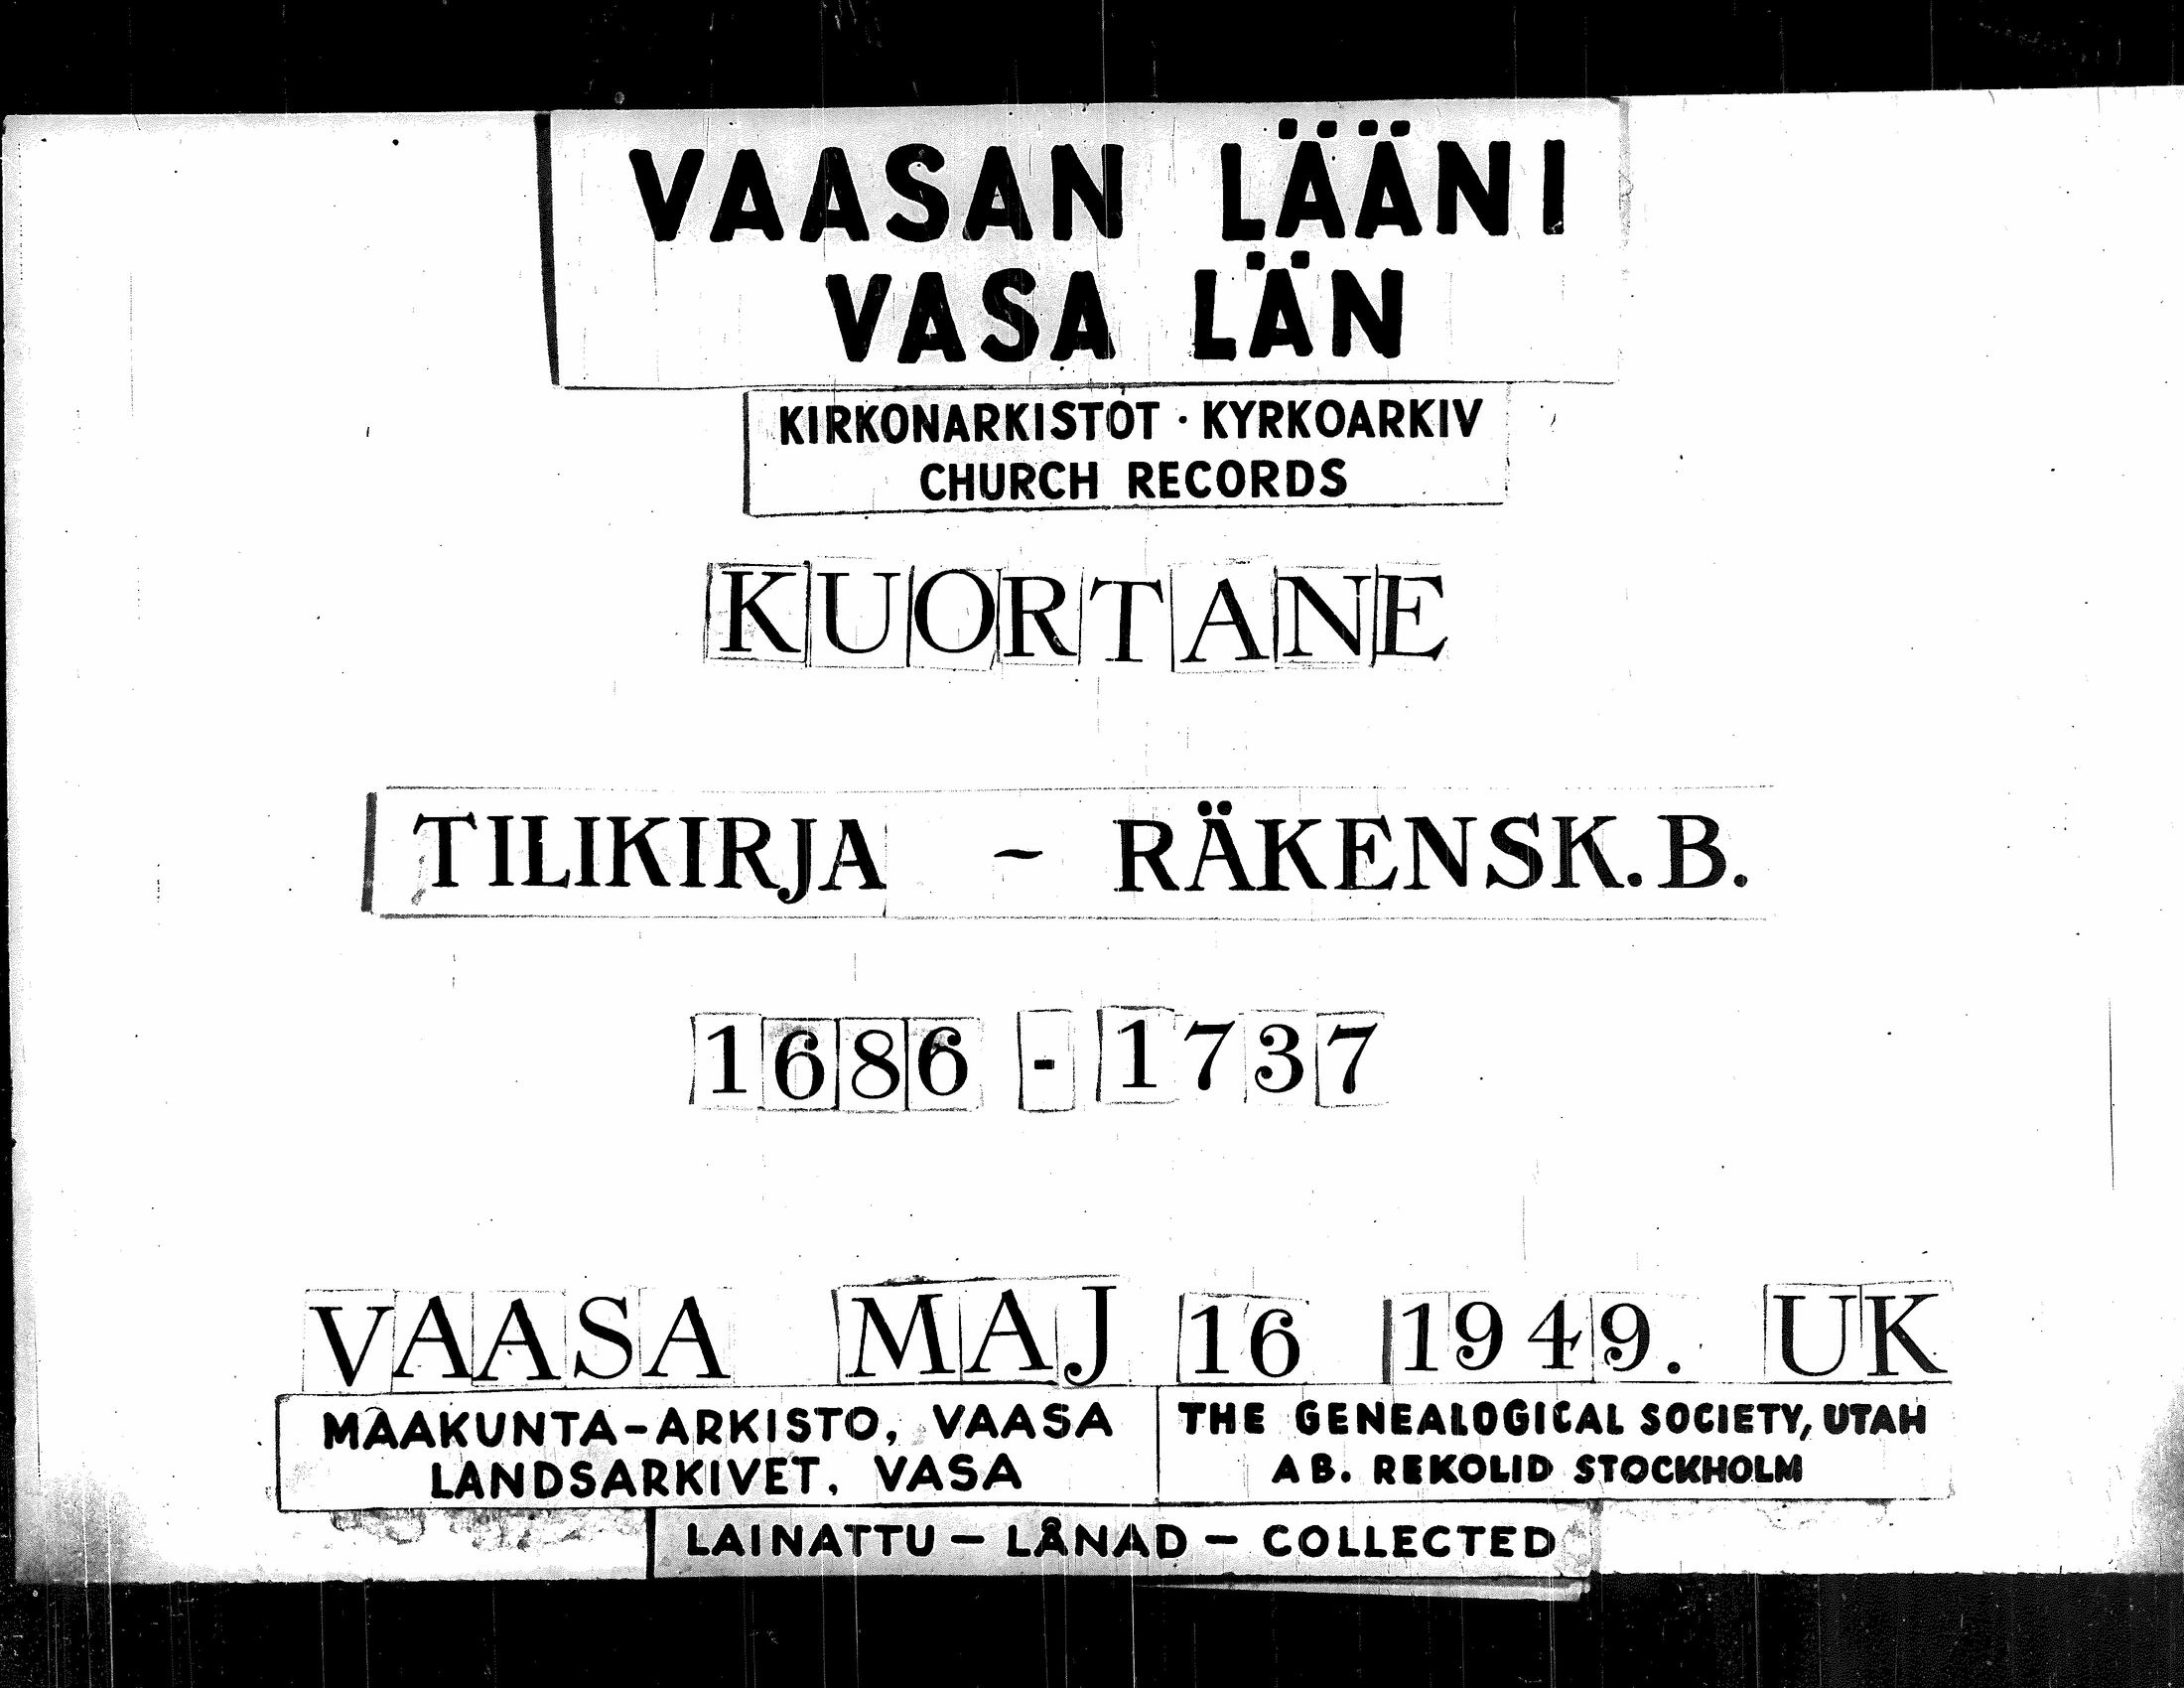 VAASAN LÄÄNI
VASA LÄN
KIRKONARKISTOT · KYRKOARKIV
CHURCH RECORDS
KUORTANE
TILIKIRJA - RÄKENSK.B.
1686 - 1737
VAASA MAJ 16 1949. UK
MAAKUNTA-ARKISTO, VAASA
LANDSARKIVET, VASA
THE GENEALOGICAL SOCIETY, UTAH
AB. REKOLID STOCKHOLM
LAINATTU - LÅNAD - COLLECTED